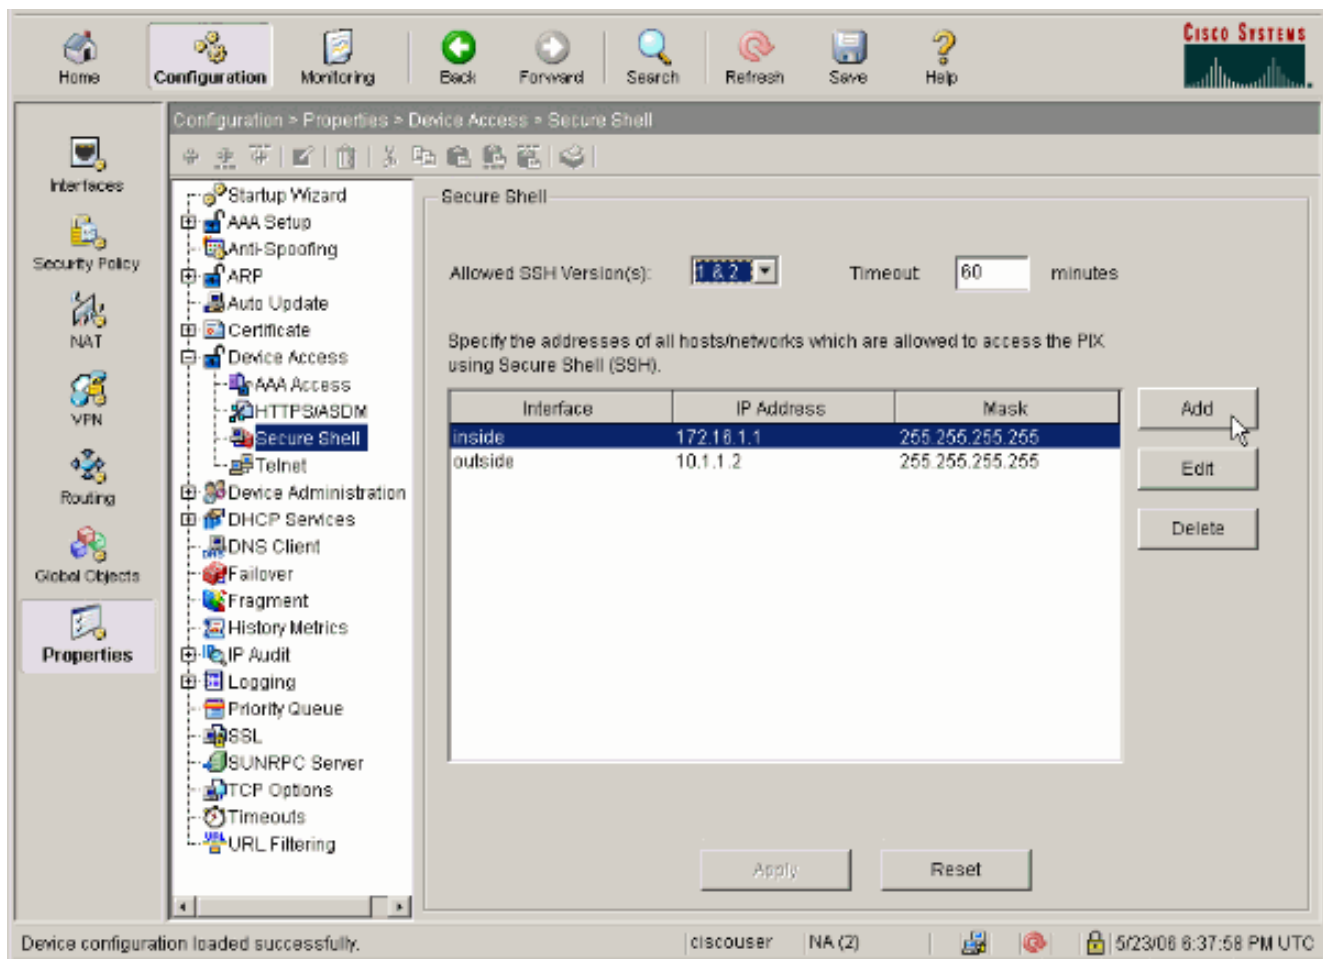 Home Configuration Monitoring Back Forward Search Refresh Save Help CISCO SYSTEMS
Configuration > Properties > Device Access > Secure Shell
Interfaces
Security Policy
NAT
VPN
Routing
Global Objects
Properties
Startup Wizard
AAA Setup
Anti-Spoofing
ARP
Auto Update
Certificate
Device Access
AAA Access
HTTPS/ASDM
Secure Shell
Telnet
Device Administration
DHCP Services
DNS Client
Failover
Fragment
History Metrics
IP Audit
Logging
Priority Queue
SSL
SUNRPC Server
TCP Options
Timeouts
URL Filtering
Secure Shell
Allowed SSH Version(s): 1 & 2 Timeout: 60 minutes
Specify the addresses of all hosts/networks which are allowed to access the PIX
using Secure Shell (SSH).
Interface IP Address Mask
inside 172.16.1.1 255.255.255.255
outside 10.1.1.2 255.255.255.255
Add
Edit
Delete
Apply Reset
Device configuration loaded successfully. ciscouser NA (2) 5/23/06 6:37:58 PM UTC